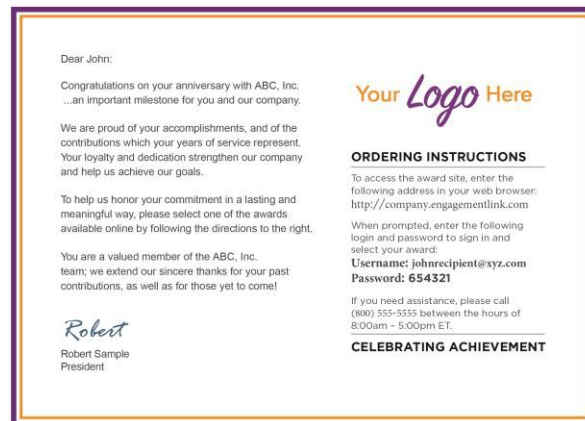 Dear John:
Congratulations on your anniversary with ABC, Inc.
...an important milestone for you and our company.
We are proud of your accomplishments, and of the
contributions which your years of service represent.
Your loyalty and dedication strengthen our company
and help us achieve our goals.
To help us honor your commitment in a lasting and
meaningful way, please select one of the awards
available online by following the directions to the right.
You are a valued member of the ABC, Inc.
team; we extend our sincere thanks for your past
contributions, as well as for those yet to come!
Robert
Robert Sample
President
Your Logo Here
ORDERING INSTRUCTIONS
To access the award site, enter the
following address in your web browser:
http://company.engagementlink.com
When prompted, enter the following
login and password to sign in and
select your award:
Username: johnrecipient@xyz.com
Password: 654321
If you need assistance, please call
(800) 555-5555 between the hours of
8:00am – 5:00pm ET.
CELEBRATING ACHIEVEMENT